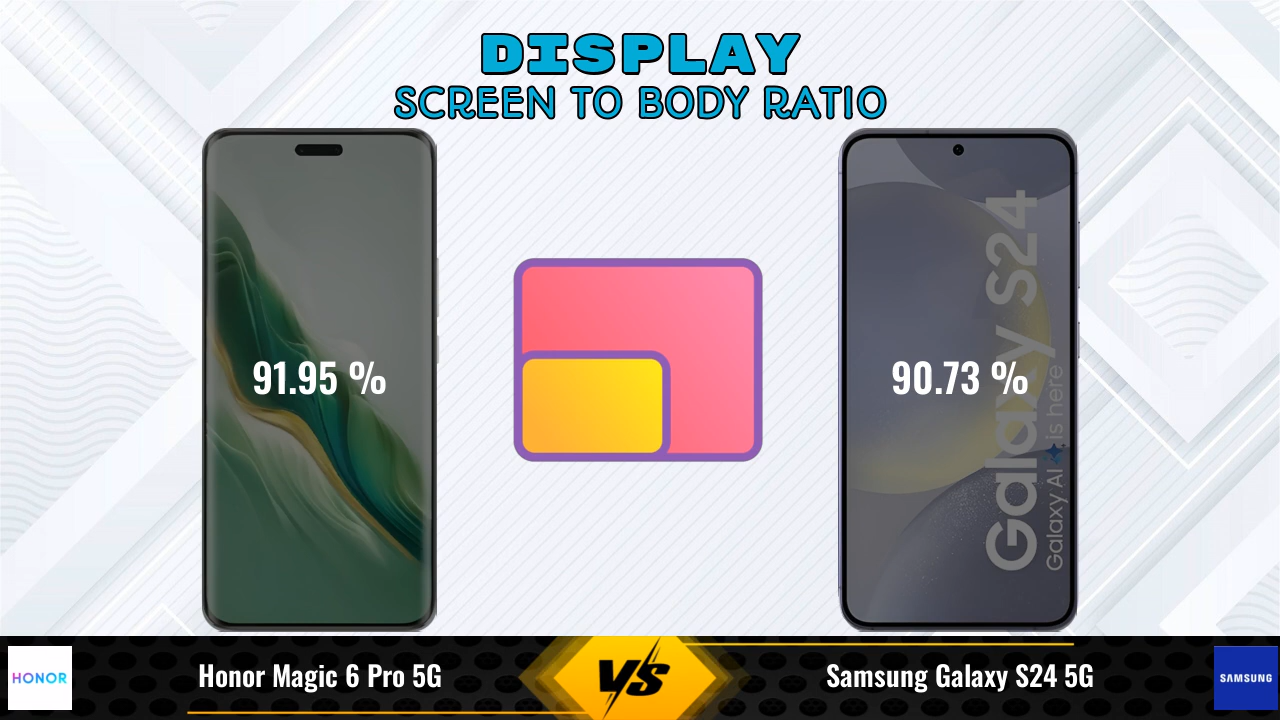 DISPLAY
SCREEN TO BODY RATIO
91.95 %
90.73 %
Galaxy S24
Galaxy AI is here
HONOR
Honor Magic 6 Pro 5G
VS
Samsung Galaxy S24 5G
SAMSUNG